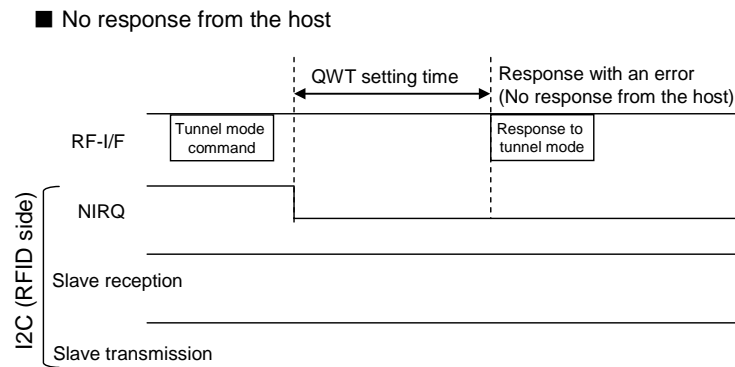 ■ No response from the host
QWT setting time
Response with an error
(No response from the host)
RF-I/F
Tunnel mode
command
Response to
tunnel mode
I2C (RFID side)
NIRQ
Slave reception
Slave transmission